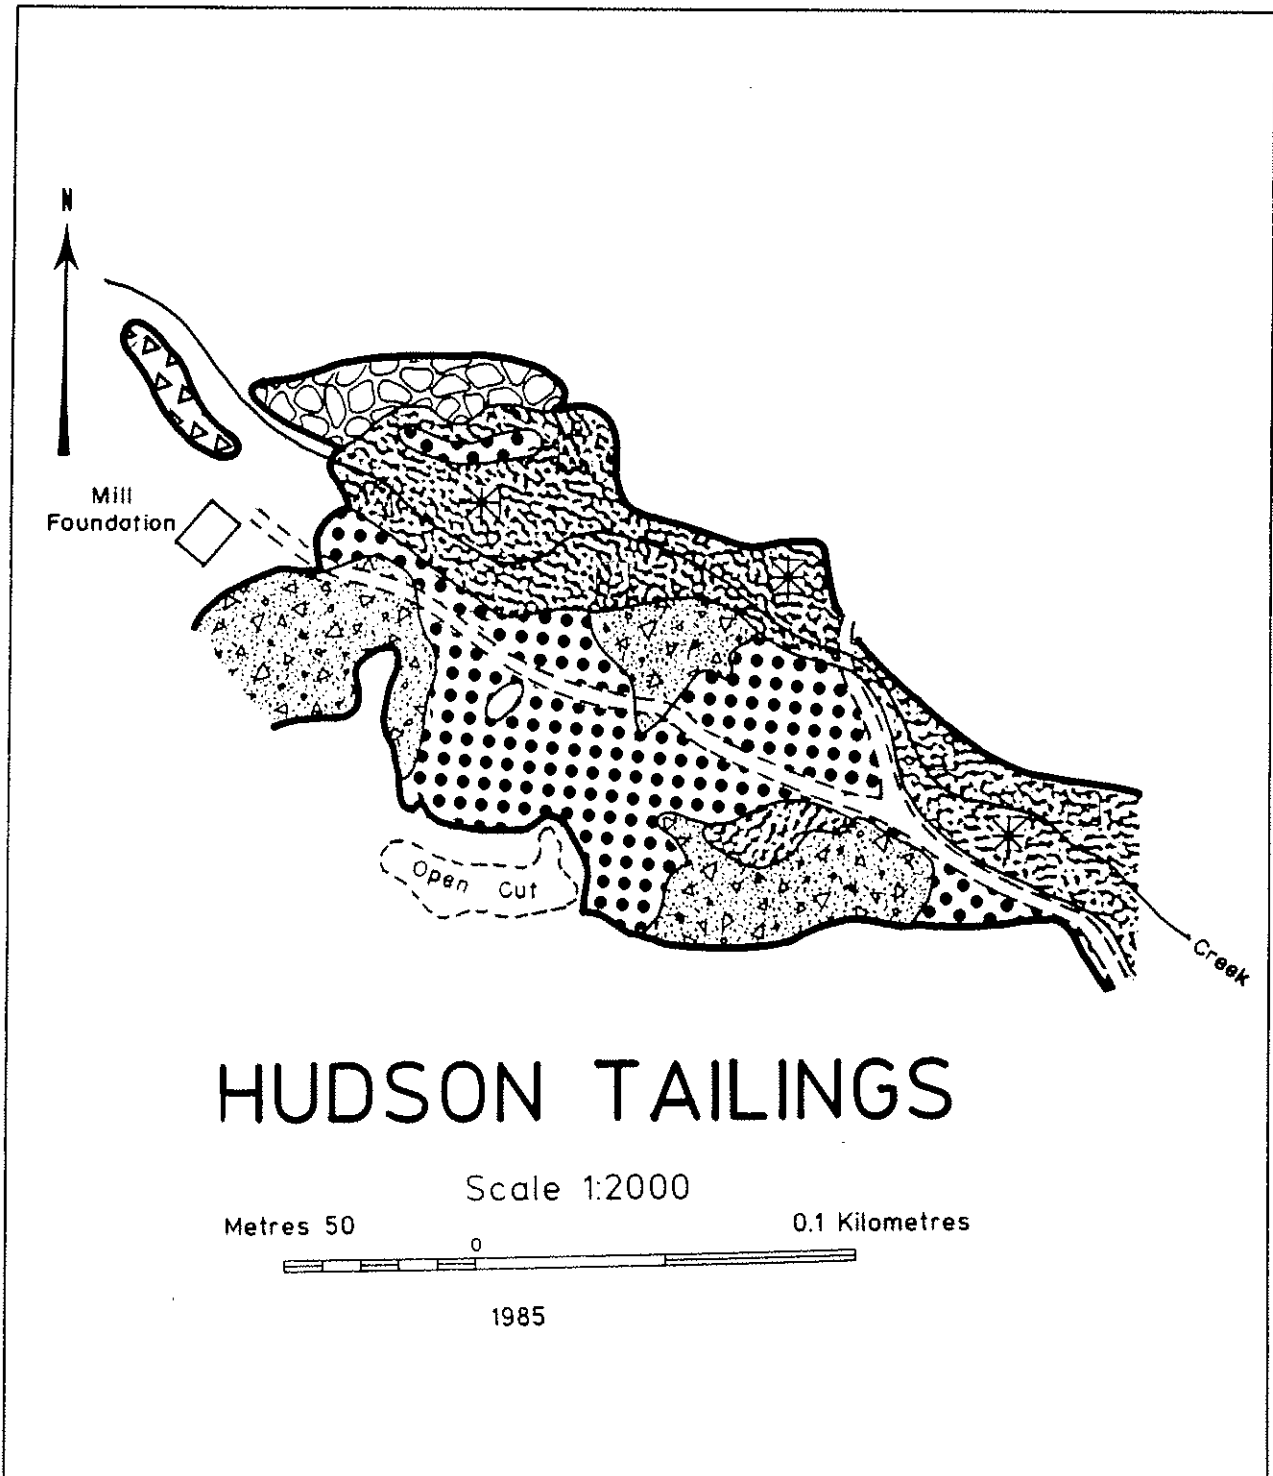 N
Mill
Foundation
Open Cut
Creek
HUDSON TAILINGS
Scale 1:2000
Metres 50
0
0.1 Kilometres
1985